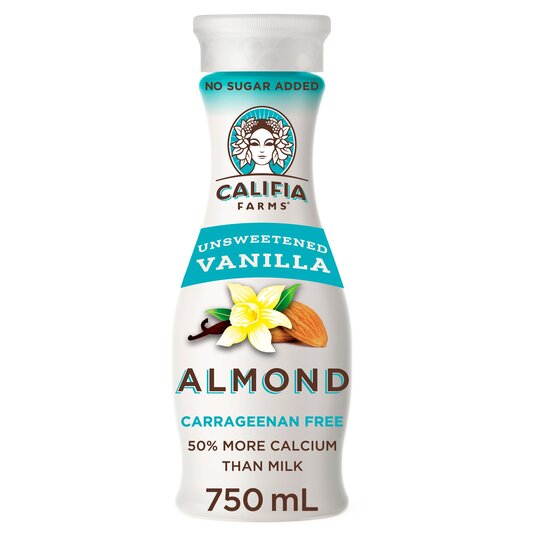 NO SUGAR ADDED
CALIFIA
FARMS®
UNSWEETENED
VANILLA
ALMOND
CARRAGEENAN FREE
50% MORE CALCIUM
THAN MILK
750 mL